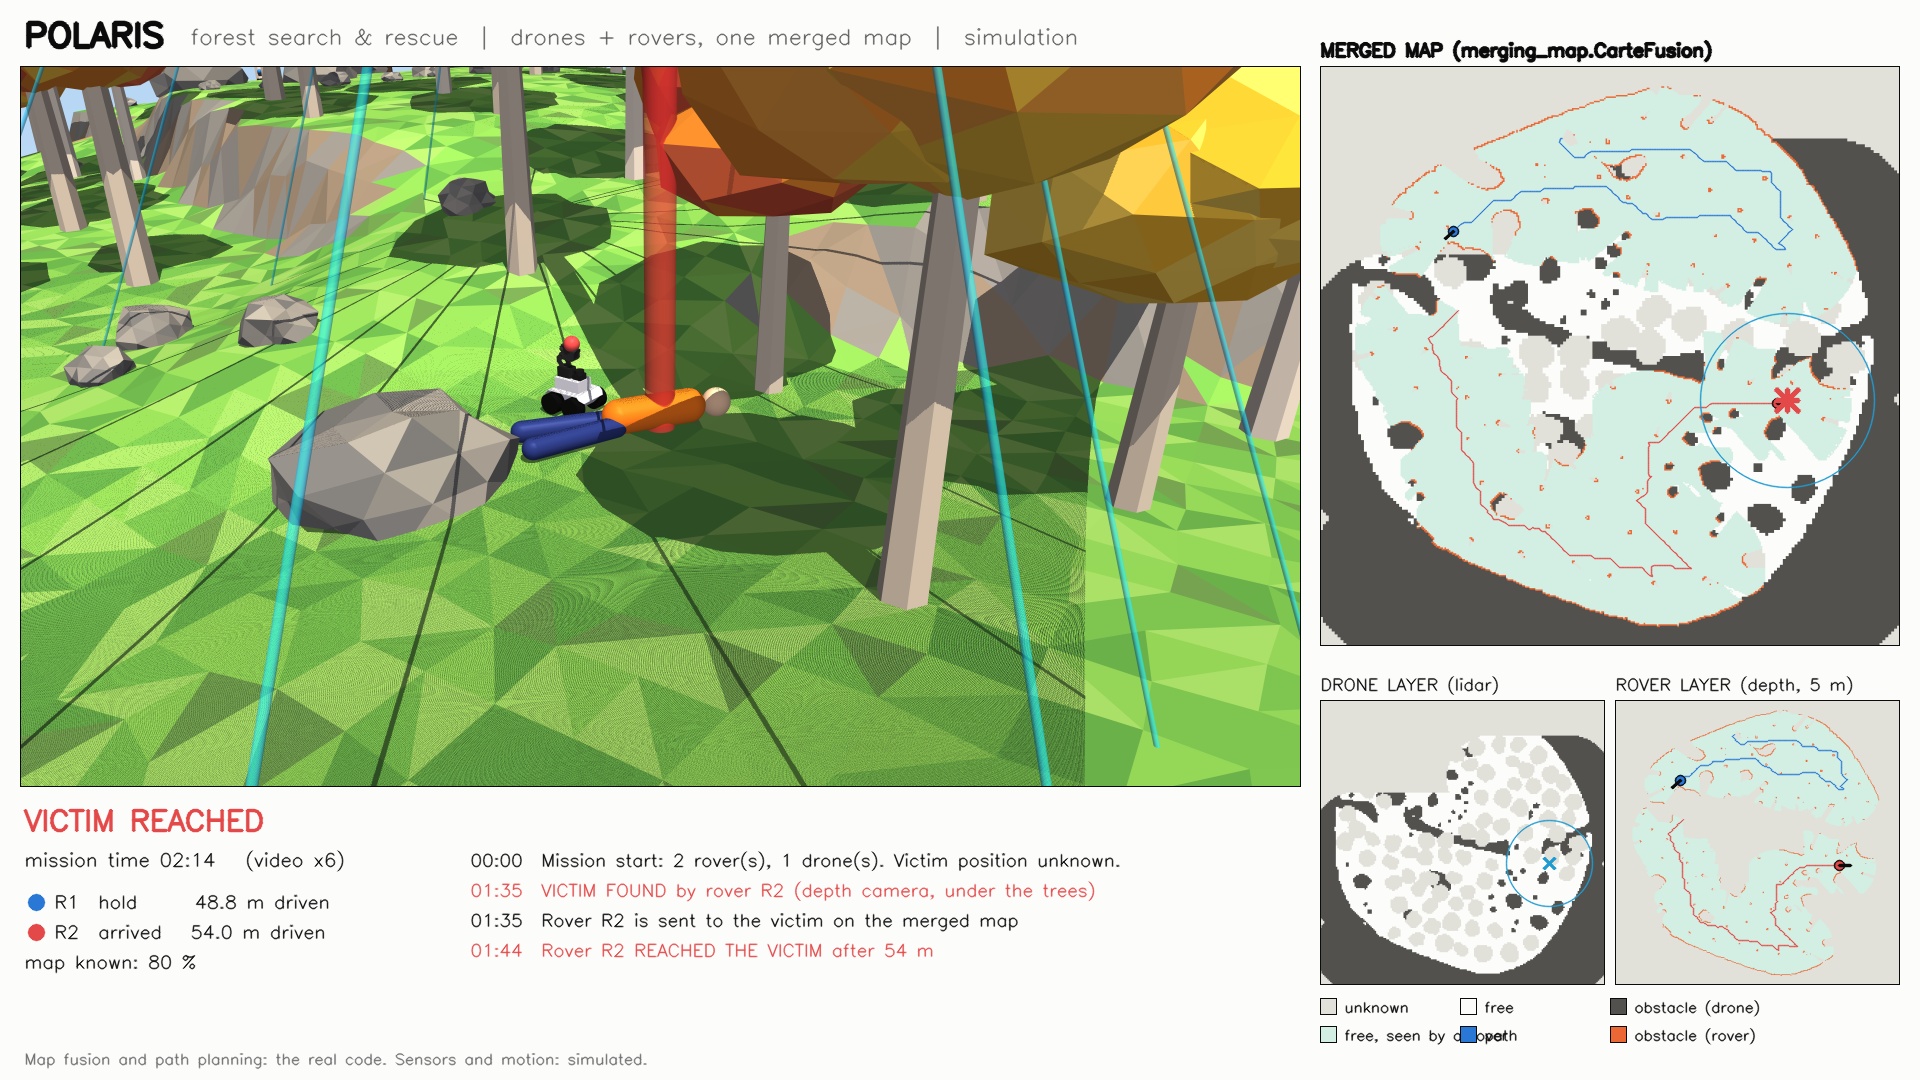 POLARIS forest search & rescue | drones + rovers, one merged map | simulation
MERGED MAP (merging_map.CarteFusion)
VICTIM REACHED
mission time 02:14 (video x6)
R1 hold 48.8 m driven
R2 arrived 54.0 m driven
map known: 80 %
00:00 Mission start: 2 rover(s), 1 drone(s). Victim position unknown.
01:35 VICTIM FOUND by rover R2 (depth camera, under the trees)
01:35 Rover R2 is sent to the victim on the merged map
01:44 Rover R2 REACHED THE VICTIM after 54 m
DRONE LAYER (lidar)
ROVER LAYER (depth, 5 m)
unknown
free
obstacle (drone)
free, seen by
path
obstacle (rover)
Map fusion and path planning: the real code. Sensors and motion: simulated.